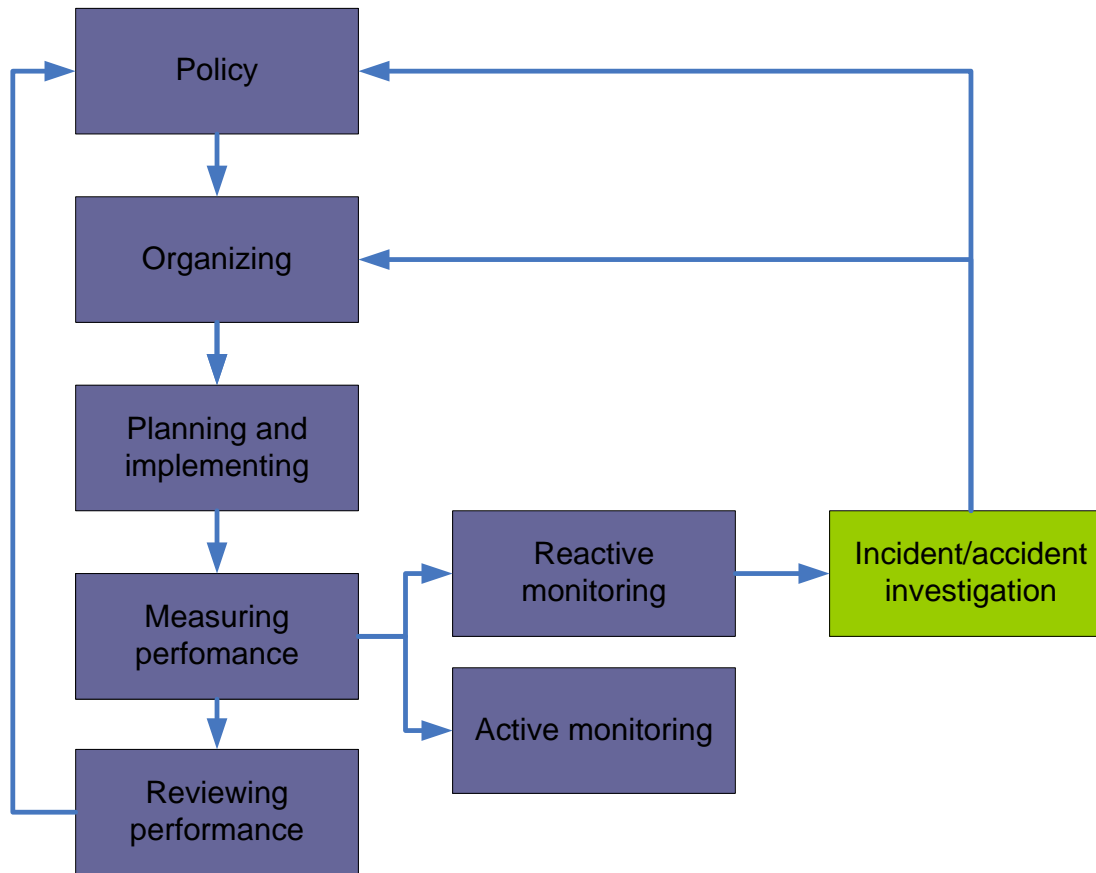 Policy
Organizing
Planning and
implementing
Measuring
perfomance
Reviewing
performance
Reactive
monitoring
Active monitoring
Incident/accident
investigation